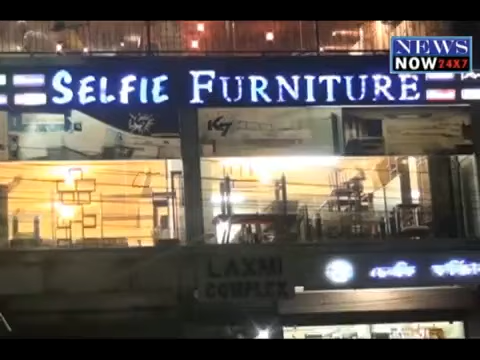 NEWS
NOW 24X7
SELFIE FURNITURE
LAXMI
COMPLEX